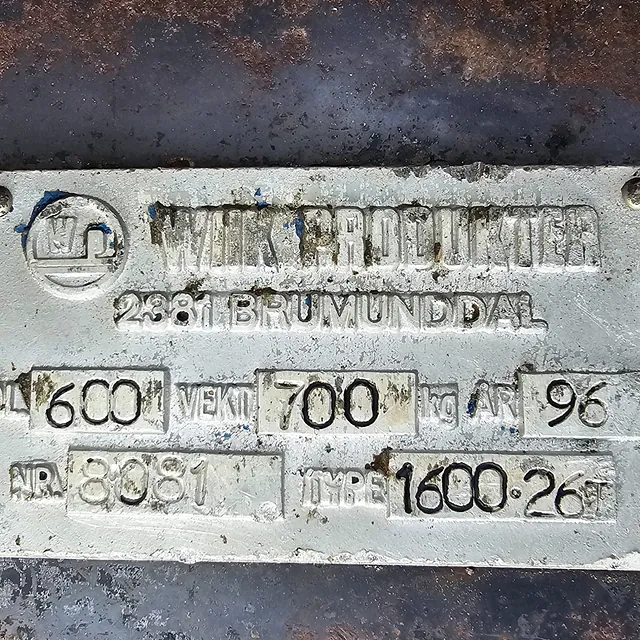 WIIK PRODUKTER
2381 BRUMUNDDAL
L 600 VEKT 700 kg ÅR 96
NR. 8081 TYPE 1600-26T